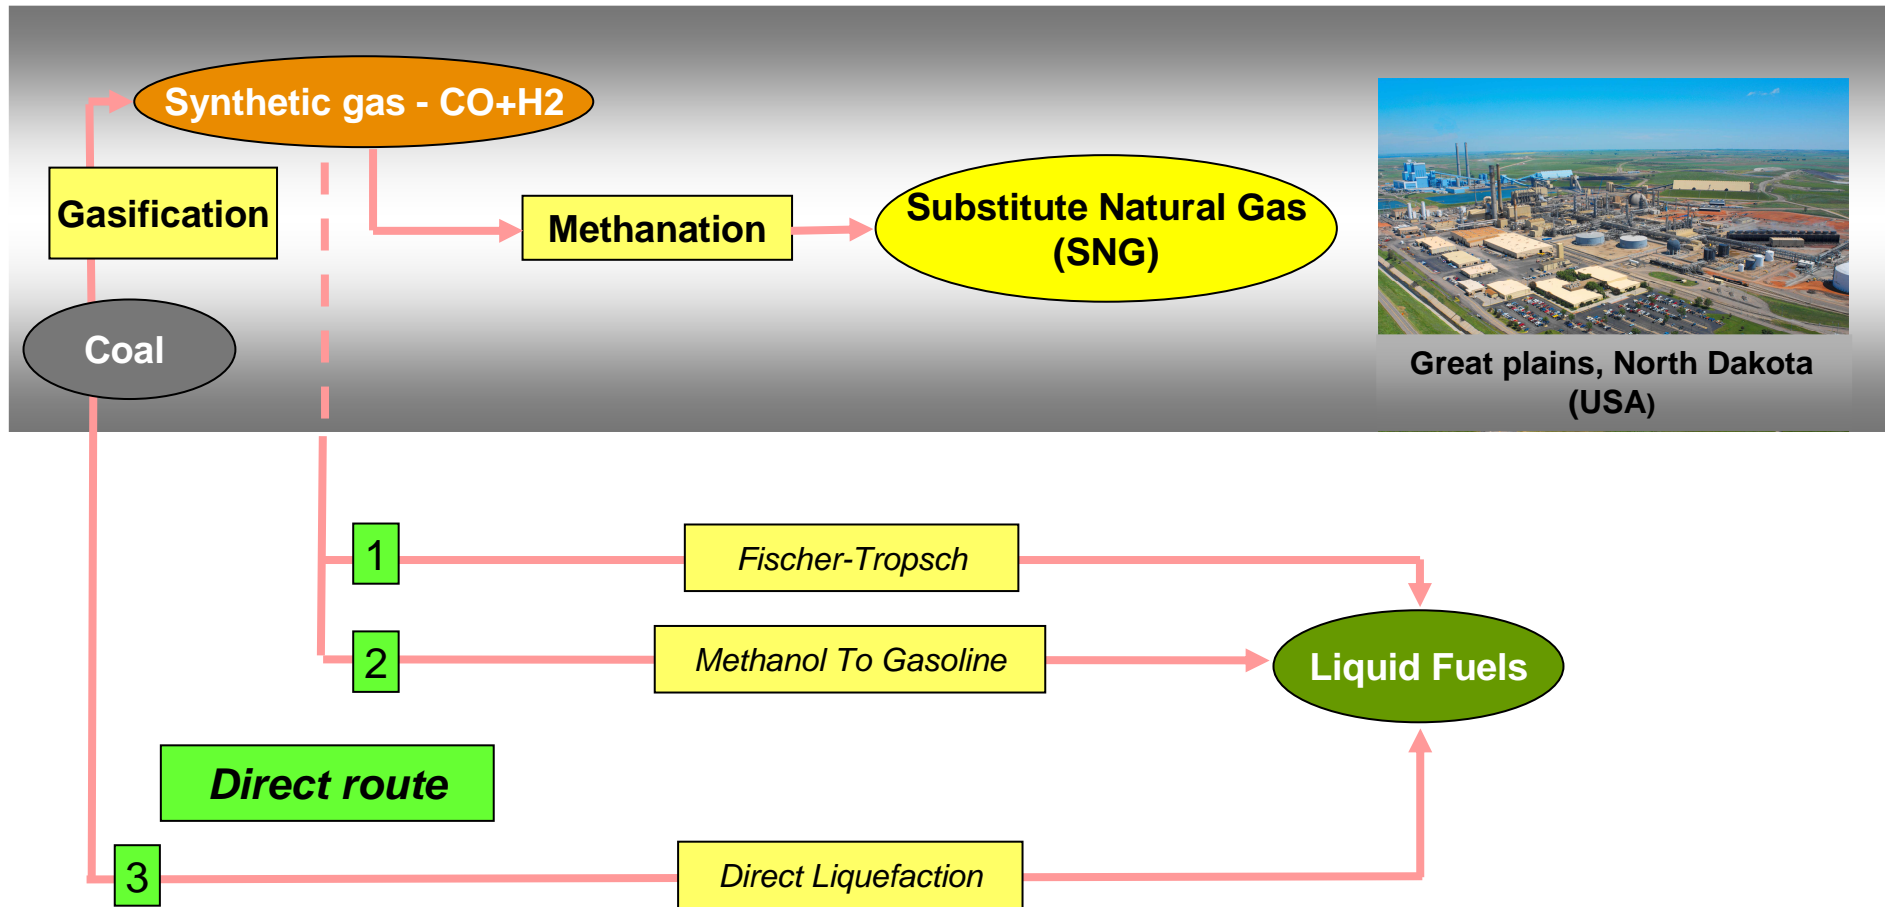 Synthetic gas - CO+H2
Gasification
Methanation
Substitute Natural Gas
(SNG)
Coal
Great plains, North Dakota
(USA)
1
Fischer-Tropsch
2
Methanol To Gasoline
Liquid Fuels
Direct route
3
Direct Liquefaction